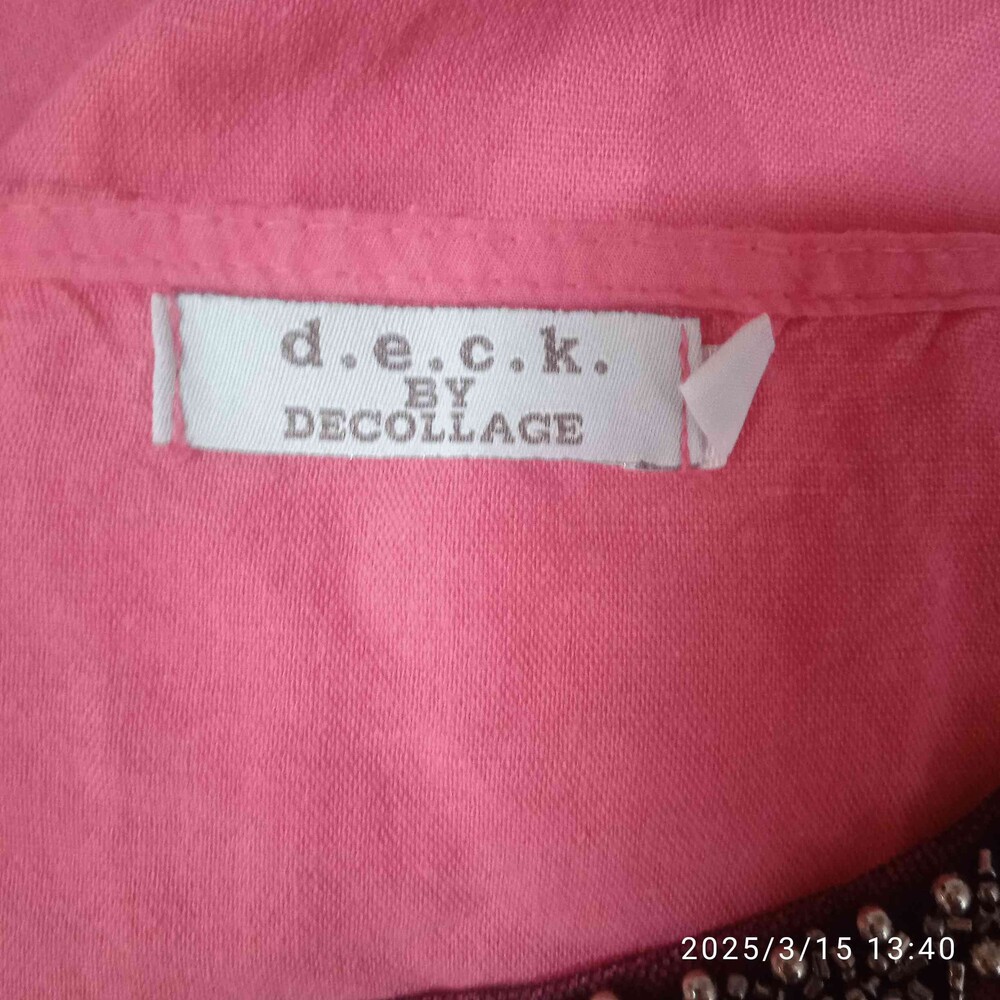 d.e.c.k.
BY
DECOLLAGE
2025/3/15 13:40